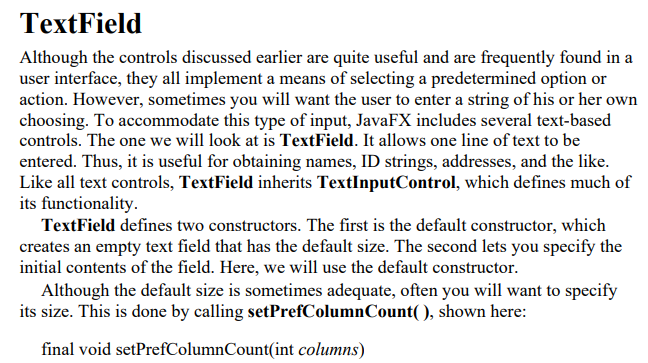 TextField
Although the controls discussed earlier are quite useful and are frequently found in a
user interface, they all implement a means of selecting a predetermined option or
action. However, sometimes you will want the user to enter a string of his or her own
choosing. To accommodate this type of input, JavaFX includes several text-based
controls. The one we will look at is TextField. It allows one line of text to be
entered. Thus, it is useful for obtaining names, ID strings, addresses, and the like.
Like all text controls, TextField inherits TextInputControl, which defines much of
its functionality.
TextField defines two constructors. The first is the default constructor, which
creates an empty text field that has the default size. The second lets you specify the
initial contents of the field. Here, we will use the default constructor.
Although the default size is sometimes adequate, often you will want to specify
its size. This is done by calling setPrefColumnCount( ), shown here:
final void setPrefColumnCount(int columns)